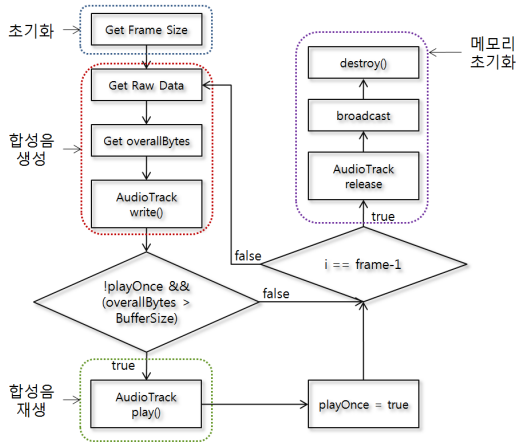 초기화
Get Frame Size
Get Raw Data
합성음
생성
Get overallBytes
AudioTrack
write()
!playOnce &&
(overallBytes >
BufferSize)
false
true
합성음
재생
AudioTrack
play()
playOnce = true
i == frame-1
false
true
AudioTrack
release
broadcast
destroy()
메모리
초기화